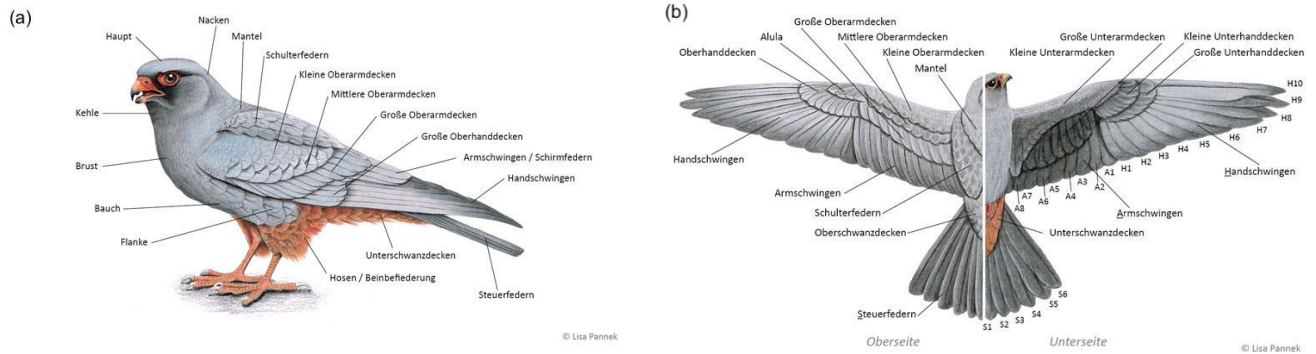 (a)
Nacken
Haupt
Mantel
Schulterfedern
Kleine Oberarmdecken
Mittlere Oberarmdecken
Große Oberarmdecken
Große Oberhanddecken
Armschwingen / Schirmfedern
Handschwingen
Kehle
Brust
Bauch
Flanke
Unterschwanzdecken
Hosen / Beinbefiederung
Steuerfedern
© Lisa Pannek
(b)
Große Oberarmdecken
Alula
Mittlere Oberarmdecken
Oberhanddecken
Kleine Oberarmdecken
Mantel
Große Unterarmdecken
Kleine Unterarmdecken
Kleine Unterhanddecken
Große Unterhanddecken
H10
H9
H8
H7
H6
H5
H4
H3
H2
H1
A1
A2
A3
A4
A5
A6
A7
A8
Handschwingen
Armschwingen
Schulterfedern
Oberschwanzdecken
Handschwingen
Armschwingen
Unterschwanzdecken
Steuerfedern
S1
S2
S3
S4
S5
S6
Oberseite
Unterseite
© Lisa Pannek